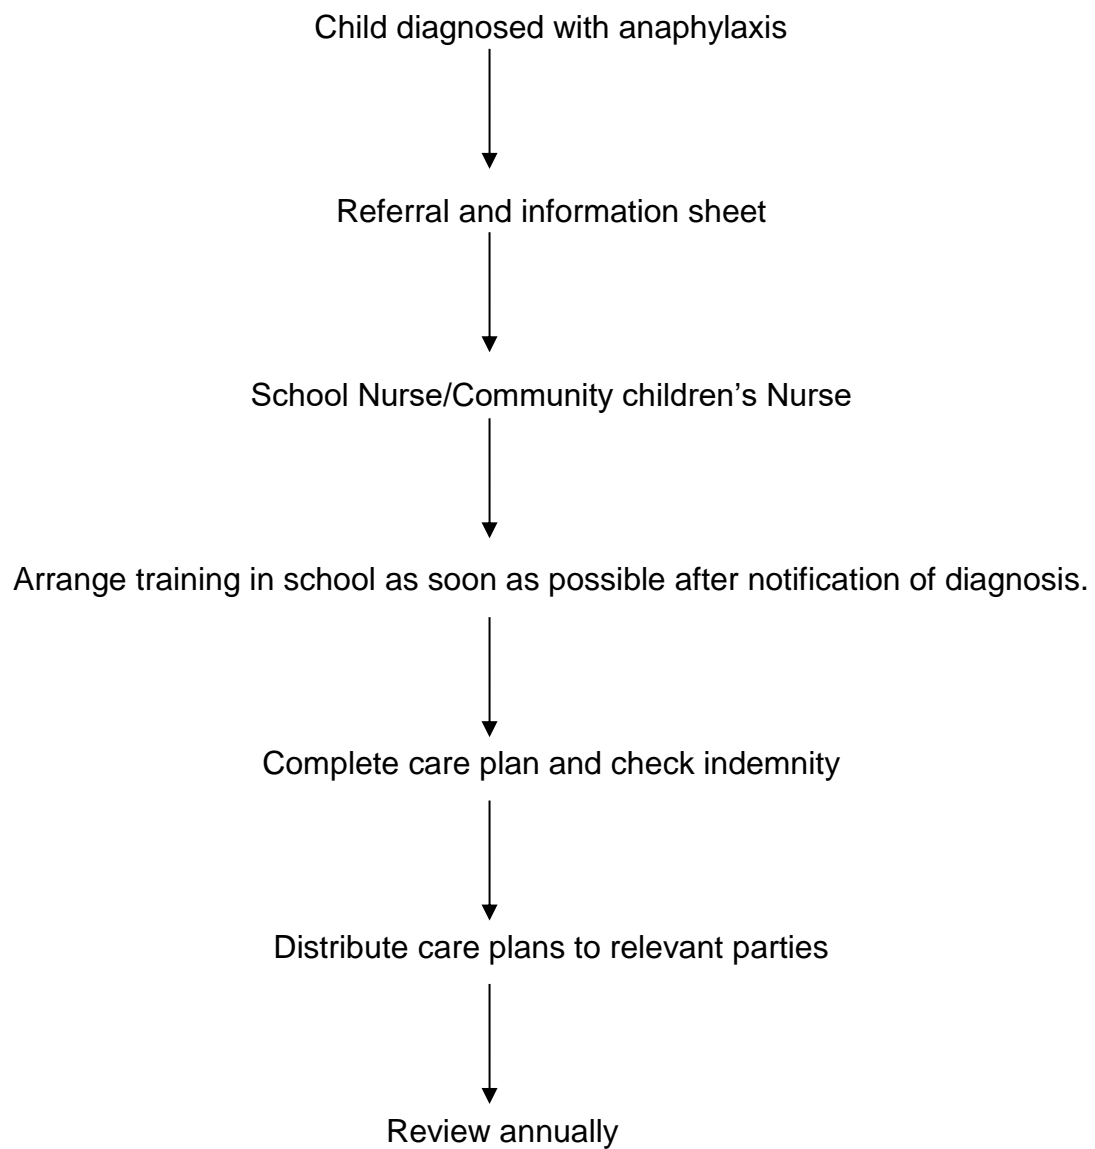 Child diagnosed with anaphylaxis
Referral and information sheet
School Nurse/Community children's Nurse
Arrange training in school as soon as possible after notification of diagnosis.
Complete care plan and check indemnity
Distribute care plans to relevant parties
Review annually